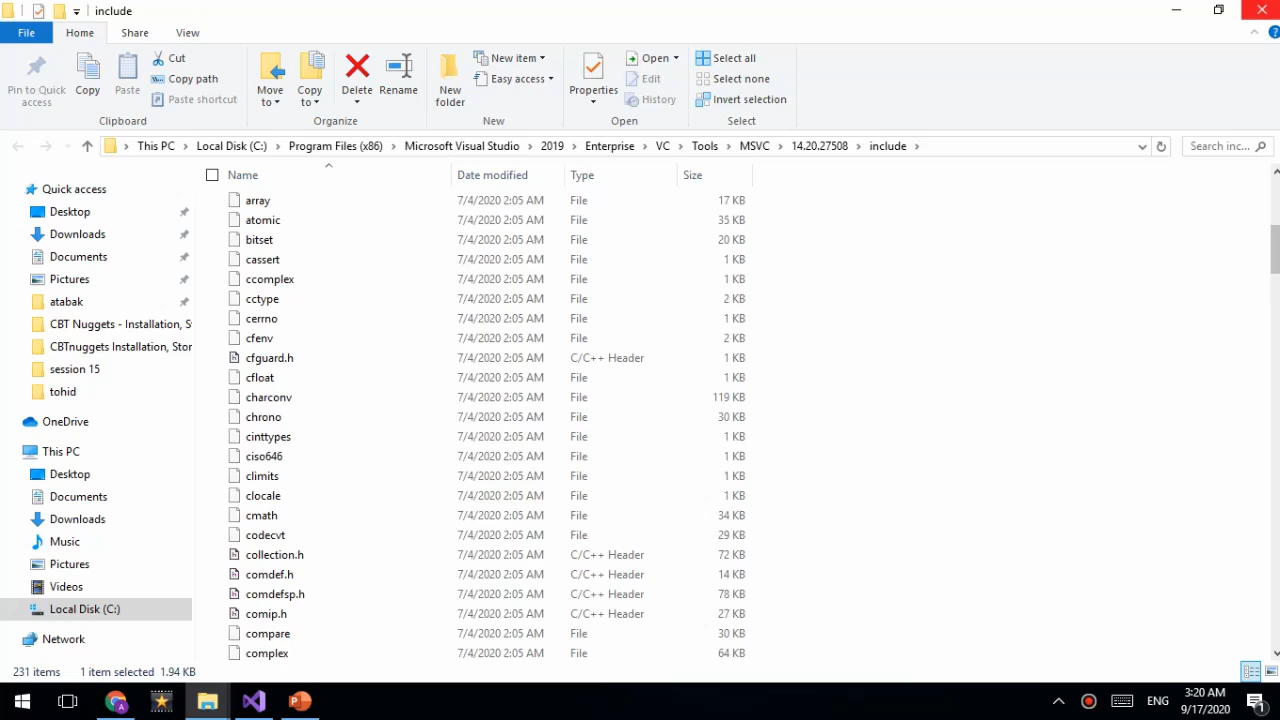 include
File Home Share View
Pin to Quick access
Copy
Paste
Cut
Copy path
Paste shortcut
Clipboard
Move to
Copy to
Delete
Rename
Organize
New folder
New item
Easy access
New
Properties
Open
Edit
History
Open
Select all
Select none
Invert selection
Select
This PC Local Disk (C:) Program Files (x86) Microsoft Visual Studio 2019 Enterprise VC Tools MSVC 14.20.27508 include
Search inc...
Quick access
Desktop
Downloads
Documents
Pictures
atabak
CBT Nuggets - Installation, St
CBTnuggets Installation, Stor
session 15
tohid
OneDrive
This PC
Desktop
Documents
Downloads
Music
Pictures
Videos
Local Disk (C:)
Network
Name Date modified Type Size
array 7/4/2020 2:05 AM File 17 KB
atomic 7/4/2020 2:05 AM File 35 KB
bitset 7/4/2020 2:05 AM File 20 KB
cassert 7/4/2020 2:05 AM File 1 KB
ccomplex 7/4/2020 2:05 AM File 1 KB
cctype 7/4/2020 2:05 AM File 2 KB
cerrno 7/4/2020 2:05 AM File 1 KB
cfenv 7/4/2020 2:05 AM File 2 KB
cfguard.h 7/4/2020 2:05 AM C/C++ Header 1 KB
cfloat 7/4/2020 2:05 AM File 1 KB
charconv 7/4/2020 2:05 AM File 119 KB
chrono 7/4/2020 2:05 AM File 30 KB
cinttypes 7/4/2020 2:05 AM File 1 KB
ciso646 7/4/2020 2:05 AM File 1 KB
climits 7/4/2020 2:05 AM File 1 KB
clocale 7/4/2020 2:05 AM File 1 KB
cmath 7/4/2020 2:05 AM File 34 KB
codecvt 7/4/2020 2:05 AM File 29 KB
collection.h 7/4/2020 2:05 AM C/C++ Header 72 KB
comdef.h 7/4/2020 2:05 AM C/C++ Header 14 KB
comdefsp.h 7/4/2020 2:05 AM C/C++ Header 78 KB
comip.h 7/4/2020 2:05 AM C/C++ Header 27 KB
compare 7/4/2020 2:05 AM File 30 KB
complex 7/4/2020 2:05 AM File 64 KB
231 items 1 item selected 1.94 KB
ENG
3:20 AM
9/17/2020
1